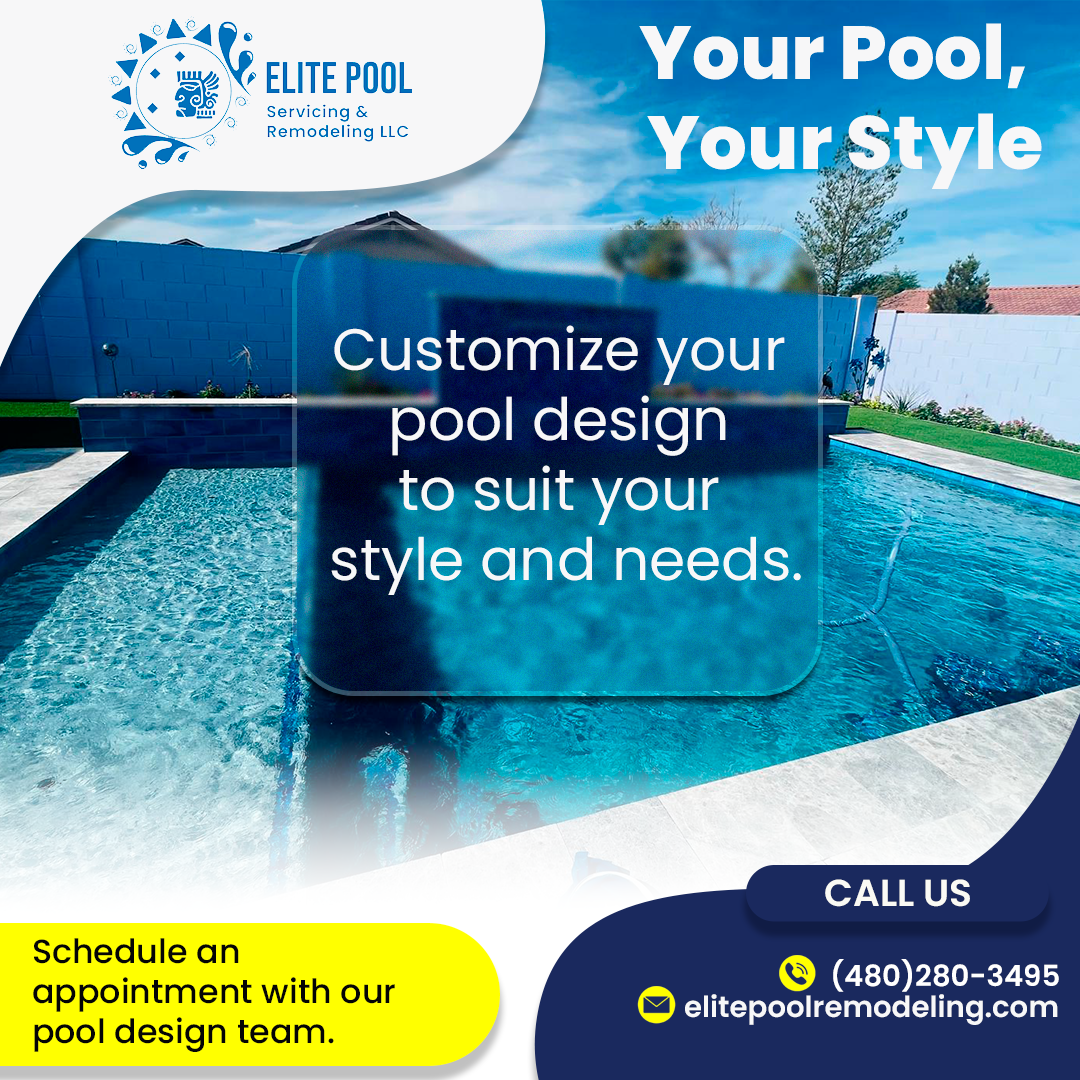 ELITE POOL
Servicing &
Remodeling LLC
Your Pool,
Your Style
Customize your
pool design
to suit your
style and needs.
CALL US
Schedule an
appointment with our
pool design team.
(480)280-3495
elitepoolremodeling.com